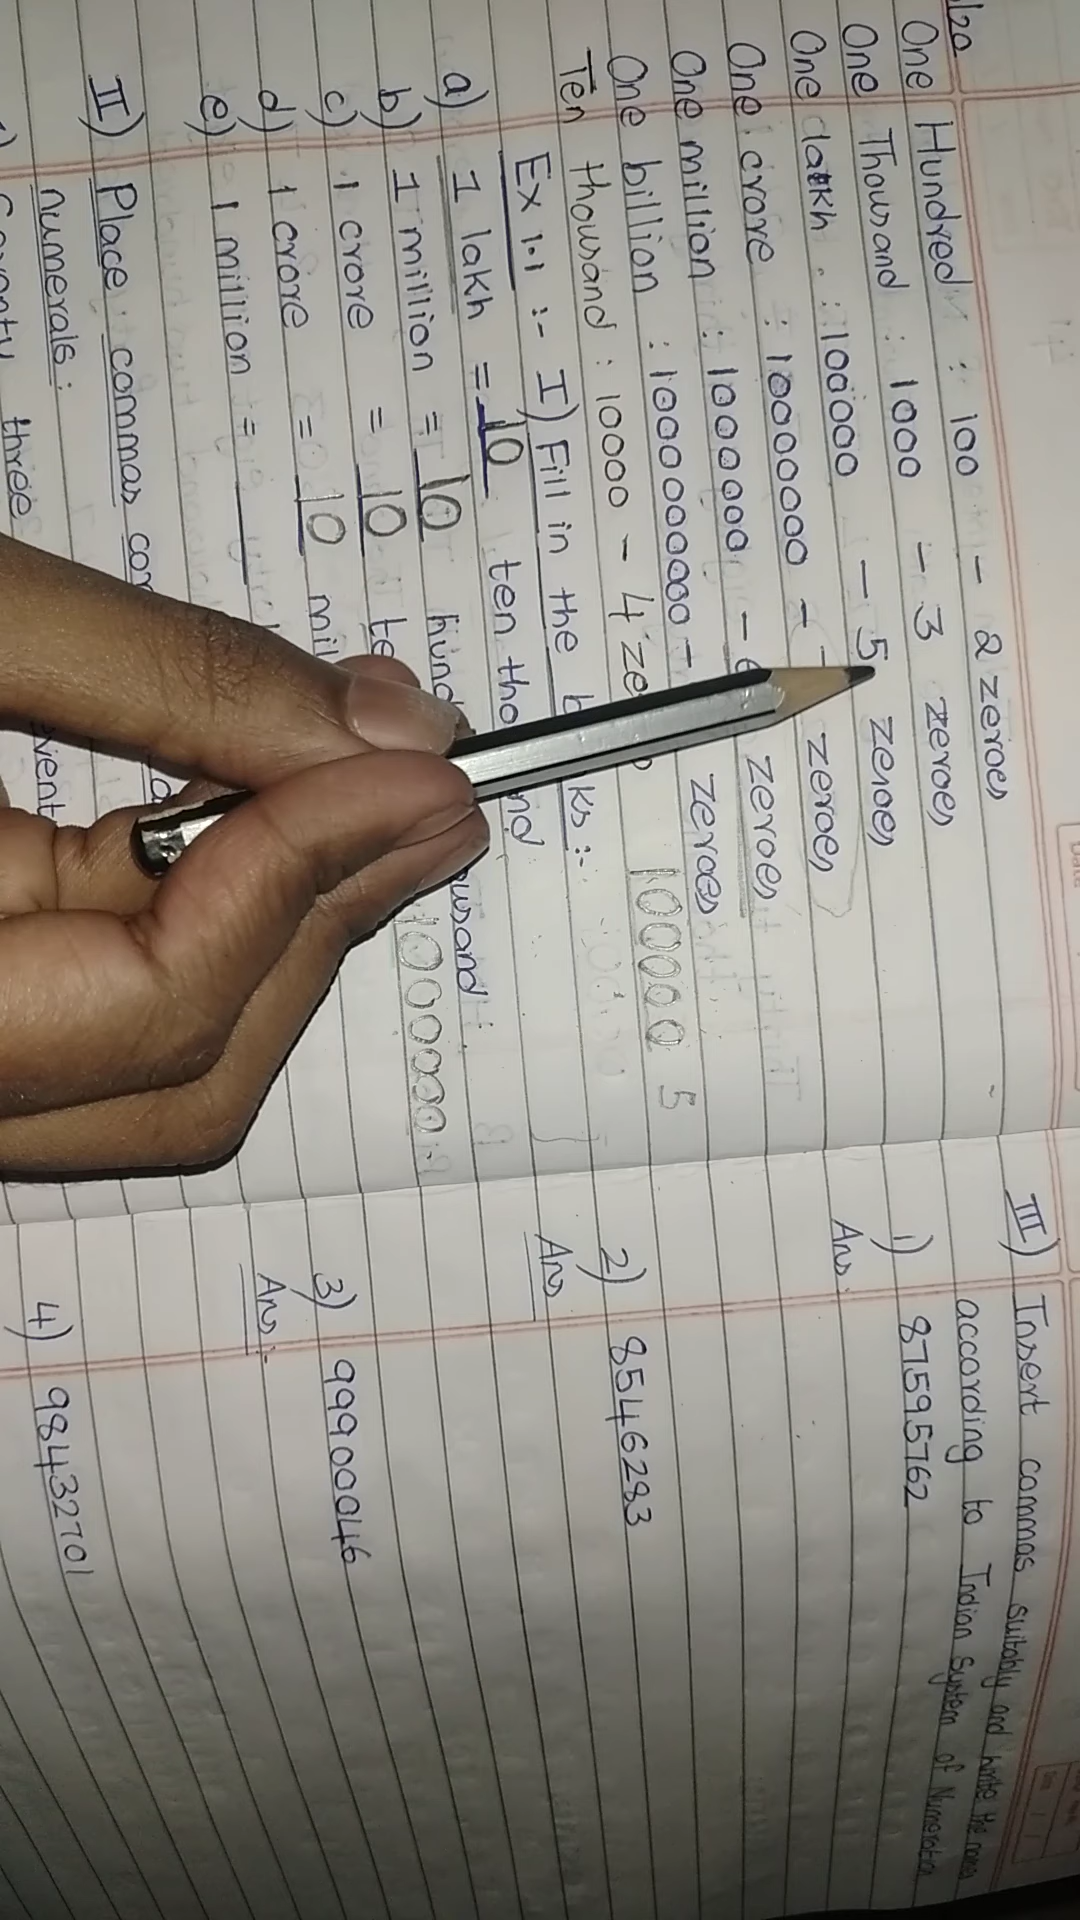 One Hundred : 100 - 2 zeroes
One Thousand : 1000 - 3 zeroes
One lakh : 100000 - 5 zeroes
One crore : 10000000 - zeroes
One million : 1000000 - zeroes
One billion : 1000000000 - zeroes
Ten thousand : 10000 - 4
100000 5
Ex 1.1 :- I) Fill in the
a) 1 lakh = 10 ten
b) 1 million = 10
1000000
c) 1 crore = 10
d) 1 crore = 10
e) 1 million =
II) Place commas
numerals :
three
III) Insert commas suitably and write the names
according to Indian System of Numeration
1) 87595762
Ans
2) 8546283
Ans
3) 99900046
Ans :-
4) 98432701